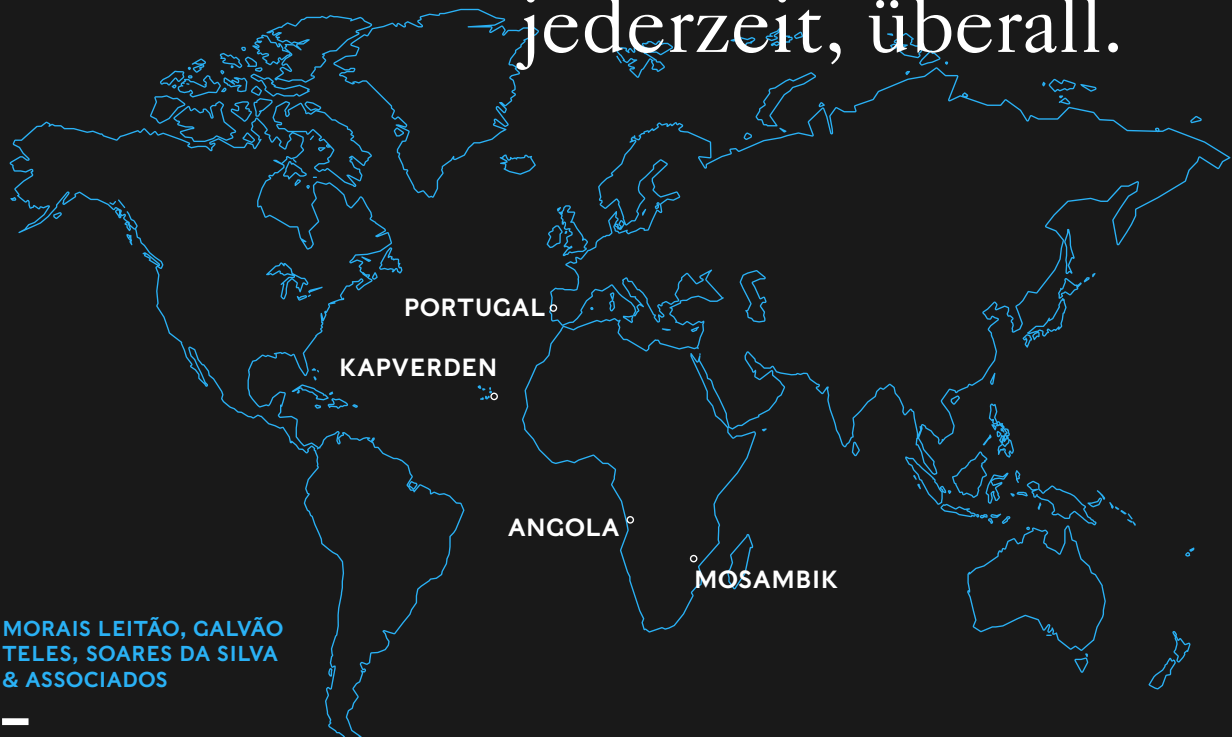 jederzeit, überall.
PORTUGAL
KAPVERDEN
ANGOLA
MOSAMBIK
MORAIS LEITÃO, GALVÃO
TELES, SOARES DA SILVA
& ASSOCIADOS